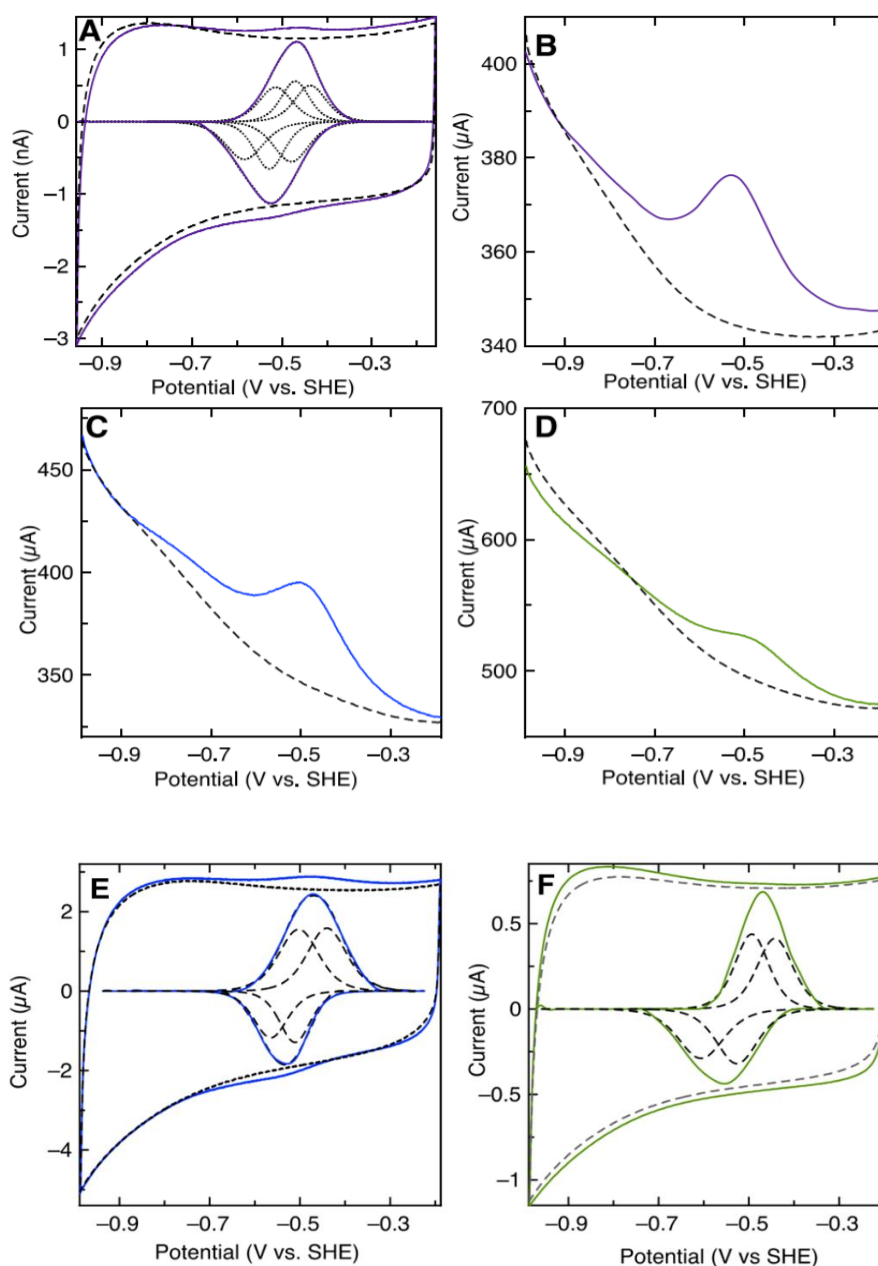 A
1
0
−1
−2
−3
Current (nA)
−0.9 −0.7 −0.5 −0.3
Potential (V vs. SHE)
B
400
380
360
340
Current (µA)
−0.9 −0.7 −0.5 −0.3
Potential (V vs. SHE)
C
450
400
350
Current (µA)
−0.9 −0.7 −0.5 −0.3
Potential (V vs. SHE)
D
700
600
500
Current (µA)
−0.9 −0.7 −0.5 −0.3
Potential (V vs. SHE)
E
2
0
−2
−4
Current (µA)
−0.9 −0.7 −0.5 −0.3
Potential (V vs. SHE)
F
0.5
0
−0.5
−1
Current (µA)
−0.9 −0.7 −0.5 −0.3
Potential (V vs SHE)